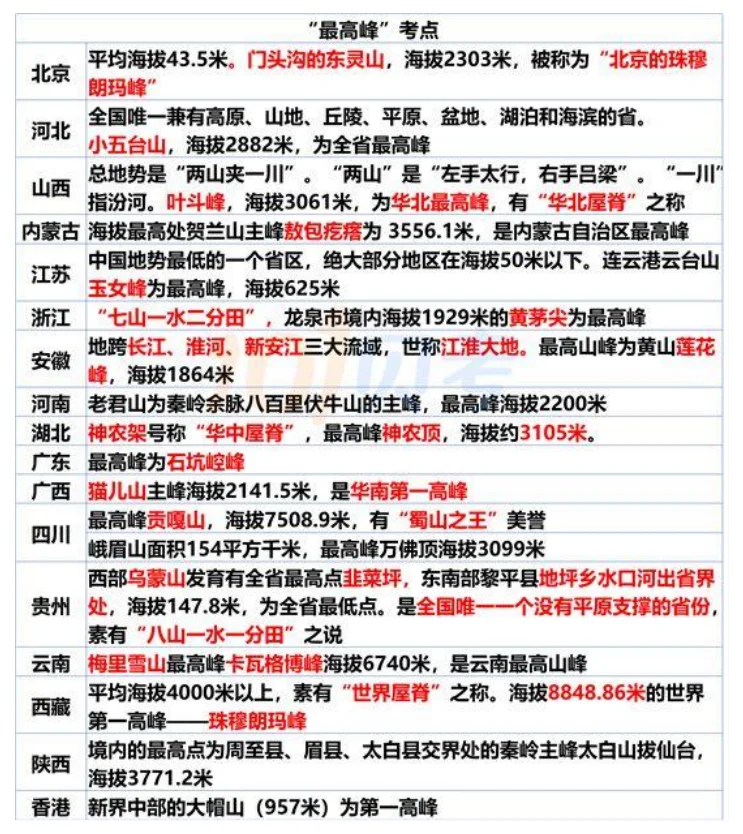 “最高峰”考点
北京
平均海拔43.5米。门头沟的东灵山，海拔2303米，被称为“北京的珠穆
朗玛峰”
河北
全国唯一兼有高原、山地、丘陵、平原、盆地、湖泊和海滨的省。
小五台山，海拔2882米，为全省最高峰
山西
总地势是“两山夹一川”。“两山”是“左手太行，右手吕梁”。“一川”
指汾河。叶斗峰，海拔3061米，为华北最高峰，有“华北屋脊”之称
内蒙古
海拔最高处贺兰山主峰敖包疙瘩为 3556.1米，是内蒙古自治区最高峰
江苏
中国地势最低的一个省区，绝大部分地区在海拔50米以下。连云港云台山
玉女峰为最高峰，海拔625米
浙江
“七山一水二分田”，龙泉市境内海拔1929米的黄茅尖为最高峰
安徽
地跨长江、淮河、新安江三大流域，世称江淮大地。最高山峰为黄山莲花
峰，海拔1864米
河南
老君山为秦岭余脉八百里伏牛山的主峰，最高峰海拔2200米
湖北
神农架号称“华中屋脊”，最高峰神农顶，海拔约3105米。
广东
最高峰为石坑崆峰
广西
猫儿山主峰海拔2141.5米，是华南第一高峰
四川
最高峰贡嘎山，海拔7508.9米，有“蜀山之王”美誉
峨眉山面积154平方千米，最高峰万佛顶海拔3099米
贵州
西部乌蒙山发育有全省最高点韭菜坪，东南部黎平县地坪乡水口河出省界
处，海拔147.8米，为全省最低点。是全国唯一一个没有平原支撑的省份，
素有“八山一水一分田”之说
云南
梅里雪山最高峰卡瓦格博峰海拔6740米，是云南最高山峰
西藏
平均海拔4000米以上，素有“世界屋脊”之称。海拔8848.86米的世界
第一高峰——珠穆朗玛峰
陕西
境内的最高点为周至县、眉县、太白县交界处的秦岭主峰太白山拔仙台，
海拔3771.2米
香港
新界中部的大帽山（957米）为第一高峰